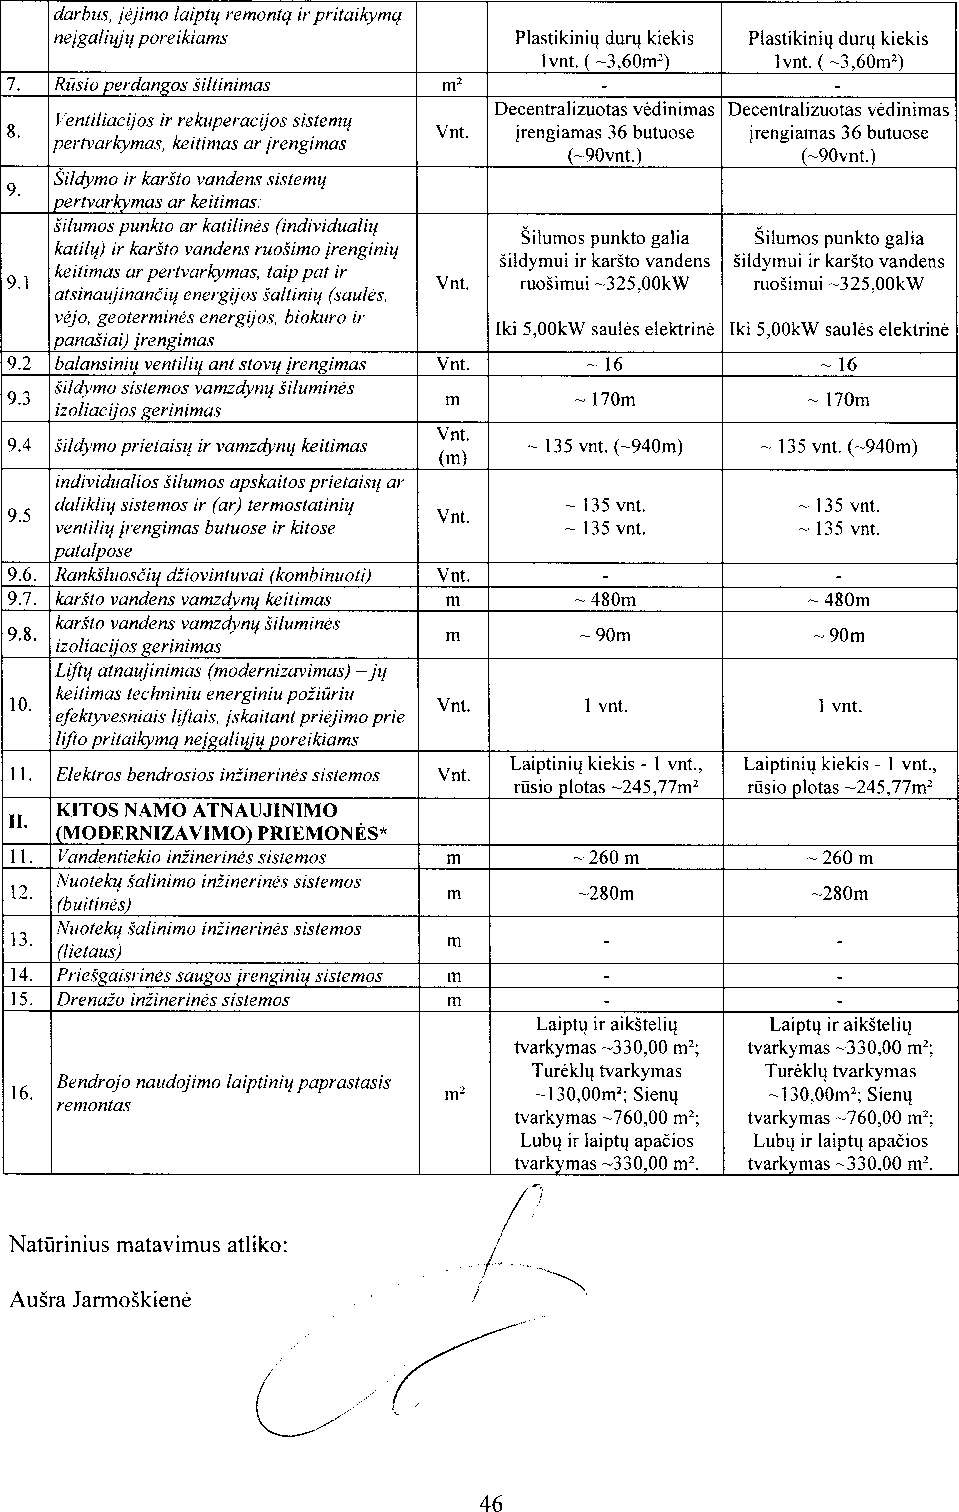 darbus, įėjimo laiptų remontą ir pritaikymą
neįgaliųjų poreikiams
Plastikinių durų kiekis
1vnt. ( ~3,60m²)
Plastikinių durų kiekis
1vnt. ( ~3,60m²)
7. Rūsio perdangos šiltinimas m² - -
8. Ventiliacijos ir rekuperacijos sistemų
pertvarkymas, keitimas ar įrengimas
Vnt.
Decentralizuotas vėdinimas
įrengiamas 36 butuose
(~90vnt.)
Decentralizuotas vėdinimas
įrengiamas 36 butuose
(~90vnt.)
9. Šildymo ir karšto vandens sistemų
pertvarkymas ar keitimas:
9.1 šilumos punkto ar katilinės (individualių
katilų) ir karšto vandens ruošimo įrenginių
keitimas ar pertvarkymas, taip pat ir
atsinaujinančių energijos šaltinių (saulės,
vėjo, geoterminės energijos, biokuro ir
panašiai) įrengimas
Vnt.
Šilumos punkto galia
šildymui ir karšto vandens
ruošimui ~325,00kW
Iki 5,00kW saulės elektrinė
Šilumos punkto galia
šildymui ir karšto vandens
ruošimui ~325,00kW
Iki 5,00kW saulės elektrinė
9.2 balansinių ventilių ant stovų įrengimas Vnt. ~ 16 ~ 16
9.3 šildymo sistemos vamzdynų šiluminės
izoliacijos gerinimas
m ~ 170m ~ 170m
9.4 šildymo prietaisų ir vamzdynų keitimas
Vnt.
(m)
~ 135 vnt. (~940m) ~ 135 vnt. (~940m)
9.5 individualios šilumos apskaitos prietaisų ar
daliklių sistemos ir (ar) termostatinių
ventilių įrengimas butuose ir kitose
patalpose
Vnt.
~ 135 vnt.
~ 135 vnt.
~ 135 vnt.
~ 135 vnt.
9.6. Rankšluosčių džiovintuvai (kombinuoti) Vnt. - -
9.7. karšto vandens vamzdynų keitimas m ~ 480m ~ 480m
9.8. karšto vandens vamzdynų šiluminės
izoliacijos gerinimas
m ~ 90m ~ 90m
10. Liftų atnaujinimas (modernizavimas) – jų
keitimas techniniu energiniu požiūriu
efektyvesniais liftais, įskaitant priėjimo prie
lifto pritaikymą neįgaliųjų poreikiams
Vnt. 1 vnt. 1 vnt.
11. Elektros bendrosios inžinerinės sistemos Vnt.
Laiptinių kiekis - 1 vnt.,
rūsio plotas ~245,77m²
Laiptinių kiekis - 1 vnt.,
rūsio plotas ~245,77m²
II. KITOS NAMO ATNAUJINIMO
(MODERNIZAVIMO) PRIEMONĖS*
11. Vandentiekio inžinerinės sistemos m ~ 260 m ~ 260 m
12. Nuotekų šalinimo inžinerinės sistemos
(buitinės)
m ~280m ~280m
13. Nuotekų šalinimo inžinerinės sistemos
(lietaus)
m - -
14. Priešgaisrinės saugos įrenginių sistemos m - -
15. Drenažo inžinerinės sistemos m - -
16. Bendrojo naudojimo laiptinių paprastasis
remontas
m²
Laiptų ir aikštelių
tvarkymas ~330,00 m²;
Turėklų tvarkymas
~130,00m²; Sienų
tvarkymas ~760,00 m²;
Lubų ir laiptų apačios
tvarkymas ~330,00 m².
Laiptų ir aikštelių
tvarkymas ~330,00 m²;
Turėklų tvarkymas
~130,00m²; Sienų
tvarkymas ~760,00 m²;
Lubų ir laiptų apačios
tvarkymas ~330,00 m².
Natūrinius matavimus atliko:
Aušra Jarmoškienė
46